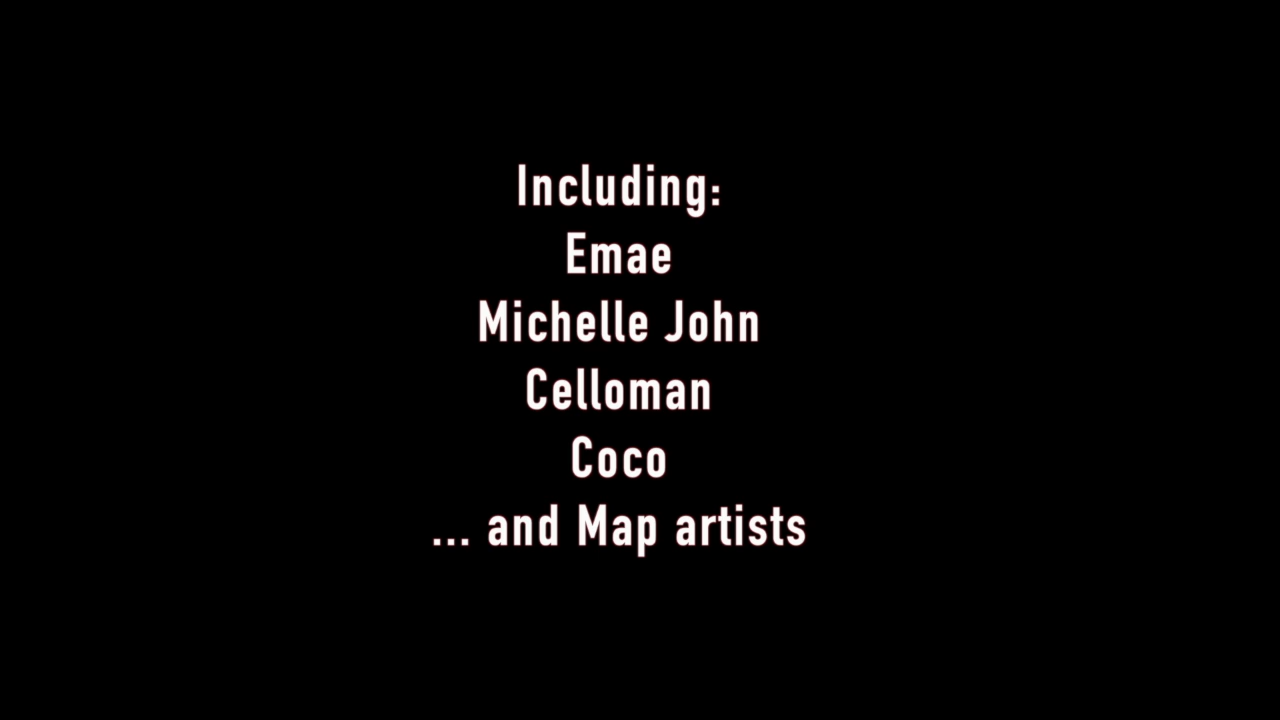 Including:
Emae
Michelle John
Celloman
Coco
... and Map artists